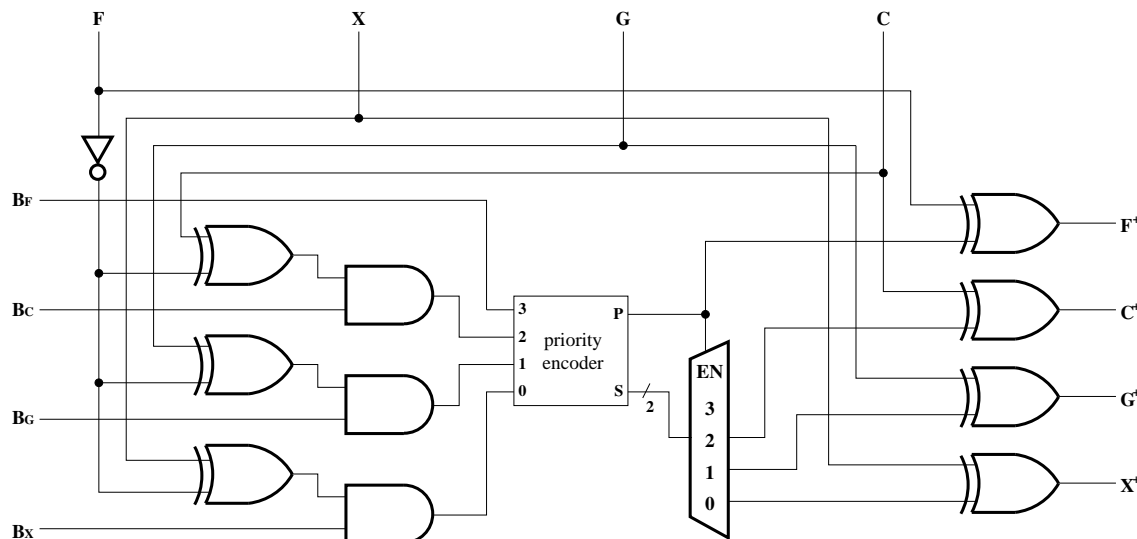 F X G C
BF
F+
BC
3 P
2 priority
1 encoder
0 S
2
C+
EN
3
2
1
0
BG
G+
BX
X+